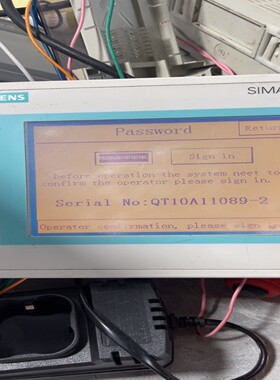 ENS
SIMA
Password
Return
Sign in
Before operation the system need to
confirm the operator please sign in.
Serial No:QT10A11089-2
Operator confirmation, please sign